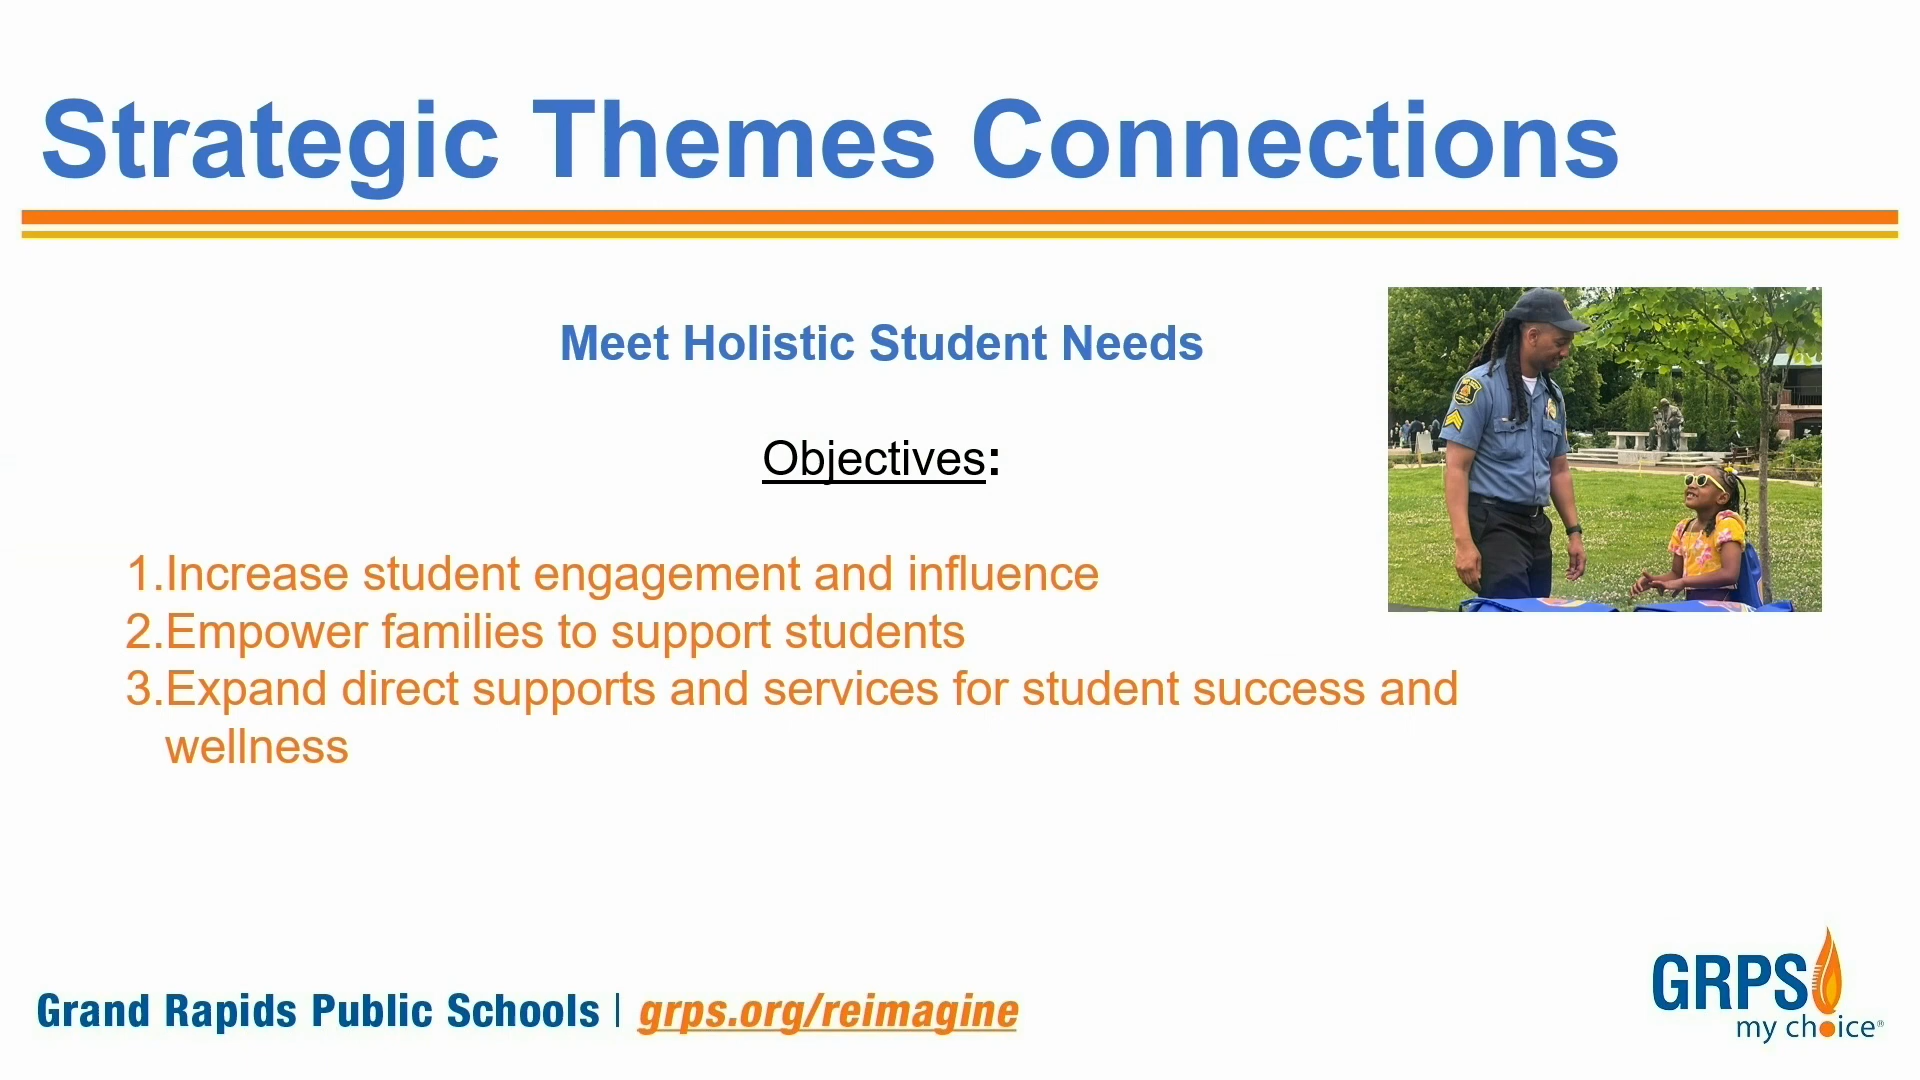 Strategic Themes Connections
Meet Holistic Student Needs
Objectives:
1.Increase student engagement and influence
2.Empower families to support students
3.Expand direct supports and services for student success and
wellness
Grand Rapids Public Schools | grps.org/reimagine
GRPS
my choice®